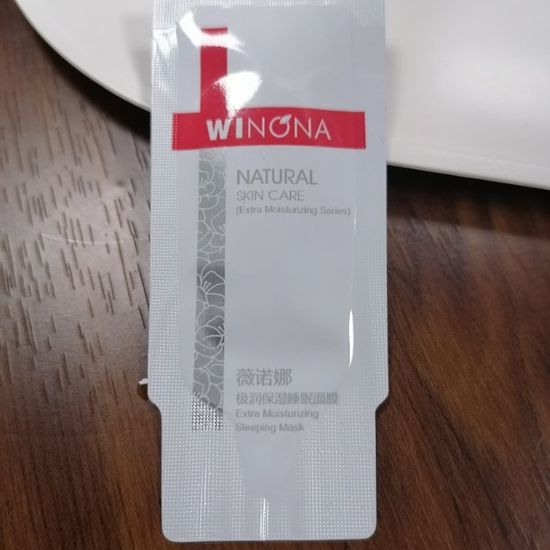 WINONA
NATURAL
SKIN CARE
(Extra Moisturizing Series)
薇诺娜
极润保湿睡眠面膜
Extra Moisturizing
Sleeping Mask